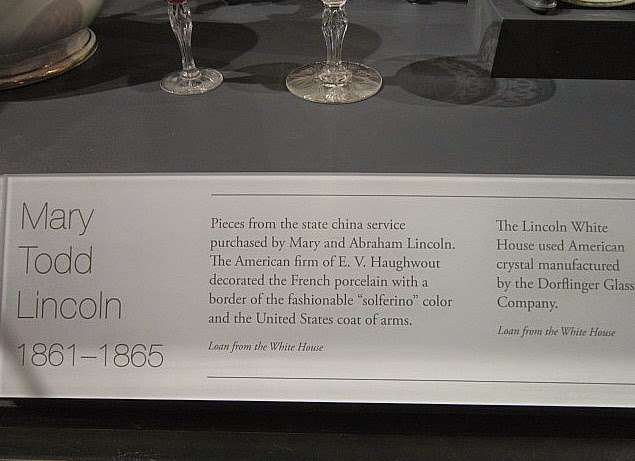 Mary
Todd
Lincoln
1861–1865
Pieces from the state china service
purchased by Mary and Abraham Lincoln.
The American firm of E. V. Haughwout
decorated the French porcelain with a
border of the fashionable “solferino” color
and the United States coat of arms.
Loan from the White House
The Lincoln White
House used American
crystal manufactured
by the Dorflinger Glass
Company.
Loan from the White House